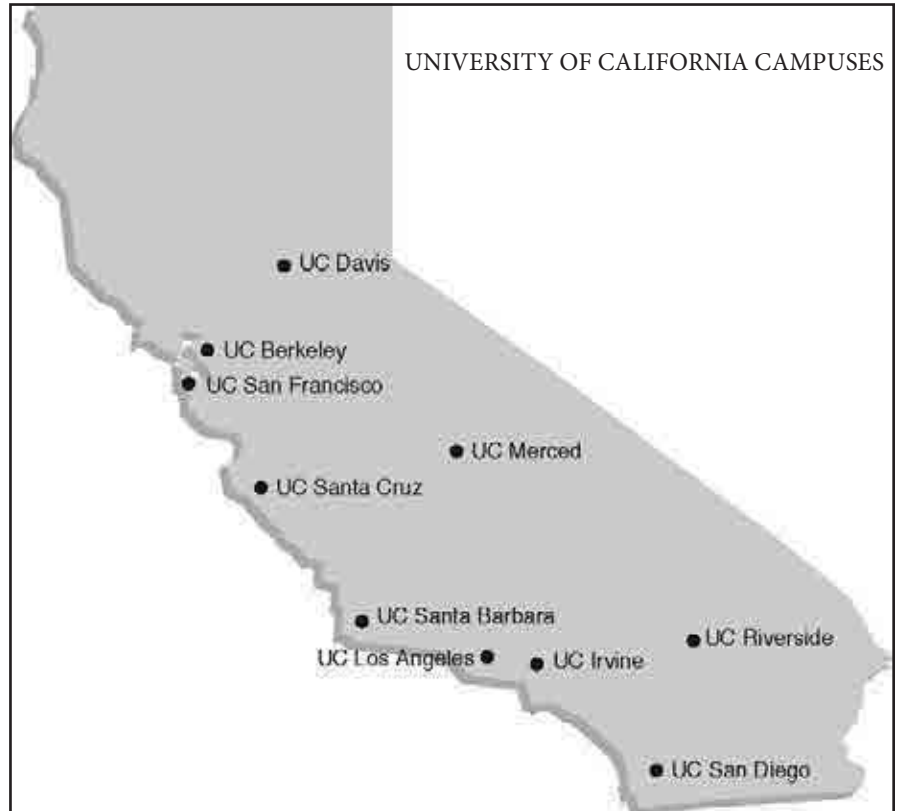 UNIVERSITY OF CALIFORNIA CAMPUSES
UC Davis
UC Berkeley
UC San Francisco
UC Merced
UC Santa Cruz
UC Santa Barbara
UC Riverside
UC Los Angeles
UC Irvine
UC San Diego